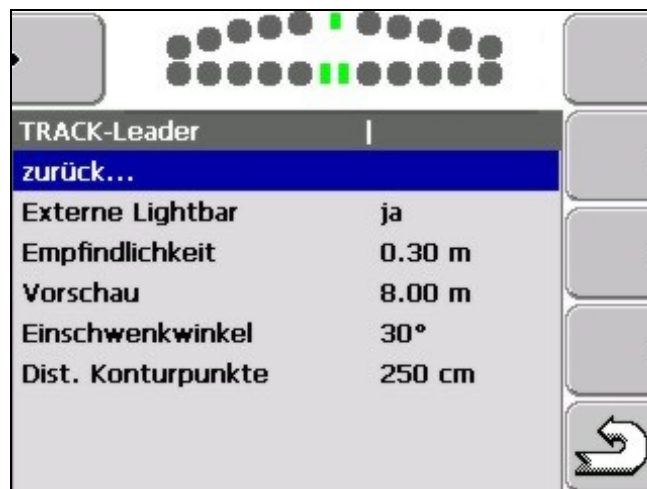 TRACK-Leader
zurück...
Externe Lightbar ja
Empfindlichkeit 0.30 m
Vorschau 8.00 m
Einschwenkwinkel 30°
Dist. Konturpunkte 250 cm